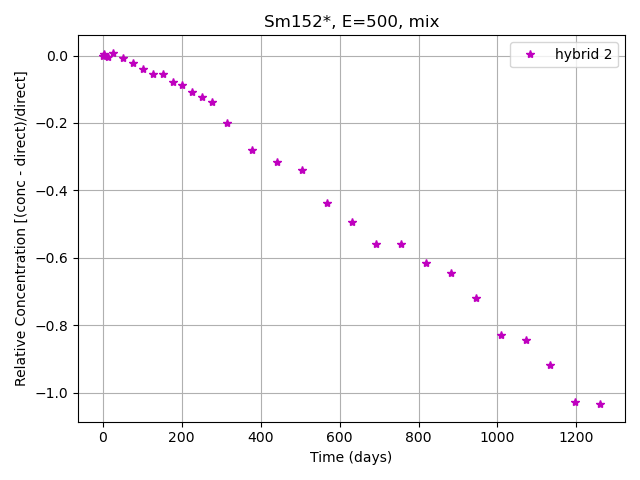 Sm152*, E=500, mix
hybrid 2
0.0
−0.2
−0.4
−0.6
−0.8
−1.0
Relative Concentration [(conc - direct)/direct]
0 200 400 600 800 1000 1200
Time (days)